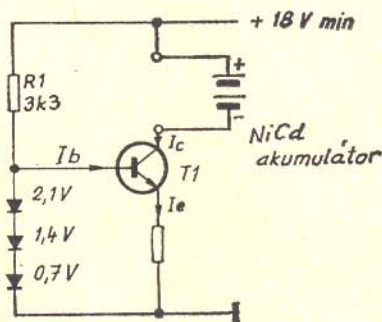 + 18 V min
R1
3k3
+
-
NiCd
akumulátor
Ic
Ib
T1
2,1V
Ie
1,4V
0,7V